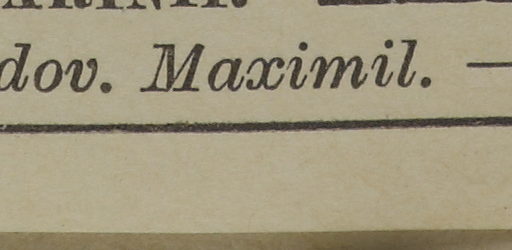 dov. Maximil. —